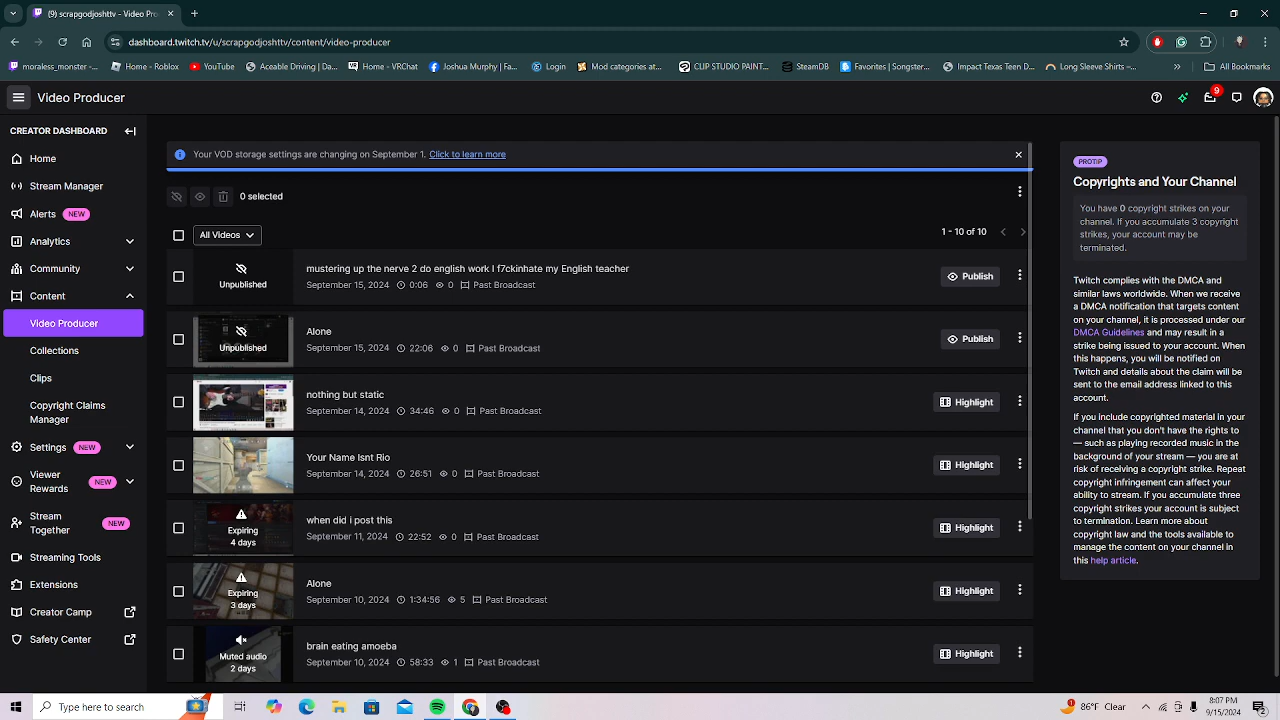 (9) scrapgodjoshttv - Twitch
dashboard.twitch.tv/u/scrapgodjoshttv/content/video-producer
morales_monster_-...
Home - Roblox
YouTube
Aceable Driving | Da...
Home - VRChat
Joshua Murphy | Fa...
Login
Mod categories at...
CLIP STUDIO PAINT...
SteamDB
Favorites | Songster...
Impact Texas Teen D...
Long Sleeve Shirts -...
All Bookmarks
Video Producer
9
CREATOR DASHBOARD
Home
Stream Manager
Alerts NEW
Analytics
Community
Content
Video Producer
Collections
Clips
Copyright Claims
Manager
Settings NEW
Viewer
Rewards NEW
Stream
Together NEW
Streaming Tools
Extensions
Creator Camp
Safety Center
Your VOD storage settings are changing on September 1. Click to learn more
0 selected
All Videos
1 - 10 of 10
Unpublished
mustering up the nerve 2 do english work I f7ckinhate my English teacher
September 15, 2024 0:06 0 Past Broadcast
Publish
Unpublished
Alone
September 15, 2024 22:06 0 Past Broadcast
Publish
nothing but static
34:34 0 Past Broadcast
Highlight
Your Name Isnt Rio
September 14, 2024 26:51 0 Past Broadcast
Highlight
Expiring
4 days
when did i post this
September 11, 2024 22:52 0 Past Broadcast
Highlight
Expiring
3 days
Alone
September 10, 2024 1:34:56 5 Past Broadcast
Highlight
Muted audio
2 days
brain eating amoeba
September 10, 2024 58:33 1 Past Broadcast
Highlight
PROTIP
Copyrights and Your Channel
You have 0 copyright strikes on your
channel. If you accumulate 3 copyright
strikes, your account may be
terminated.
Twitch complies with the DMCA and
similar laws worldwide. When we receive
a DMCA notification that targets content
on your channel, it is processed under our
DMCA Guidelines and may result in a
strike being issued to your account. When
this happens, you will be notified on
Twitch and details about the claim will be
sent to the email address linked to this
account.
If you include copyrighted material in your
channel that you don't have the rights to
— such as playing recorded music in the
background of your stream — you are at
risk of receiving a copyright strike. Repeat
copyright infringement can affect your
ability to stream. If you accumulate three
copyright strikes your account is subject
to termination. Learn more about
copyright law and the tools available to
manage the content on your channel in
this help article.
Type here to search
86°F Clear
8:07 PM
9/15/2024